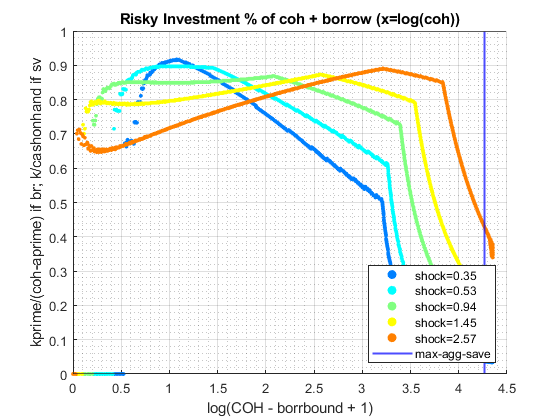 Risky Investment % of coh + borrow (x=log(coh))
kprime/(coh-aprime) if br; k/cashonhand if sv
1
0.9
0.8
0.7
0.6
0.5
0.4
0.3
0.2
0.1
0
0
0.5
1
1.5
2
2.5
3
3.5
4
4.5
log(COH - borrbound + 1)
shock=0.35
shock=0.53
shock=0.94
shock=1.45
shock=2.57
max-agg-save